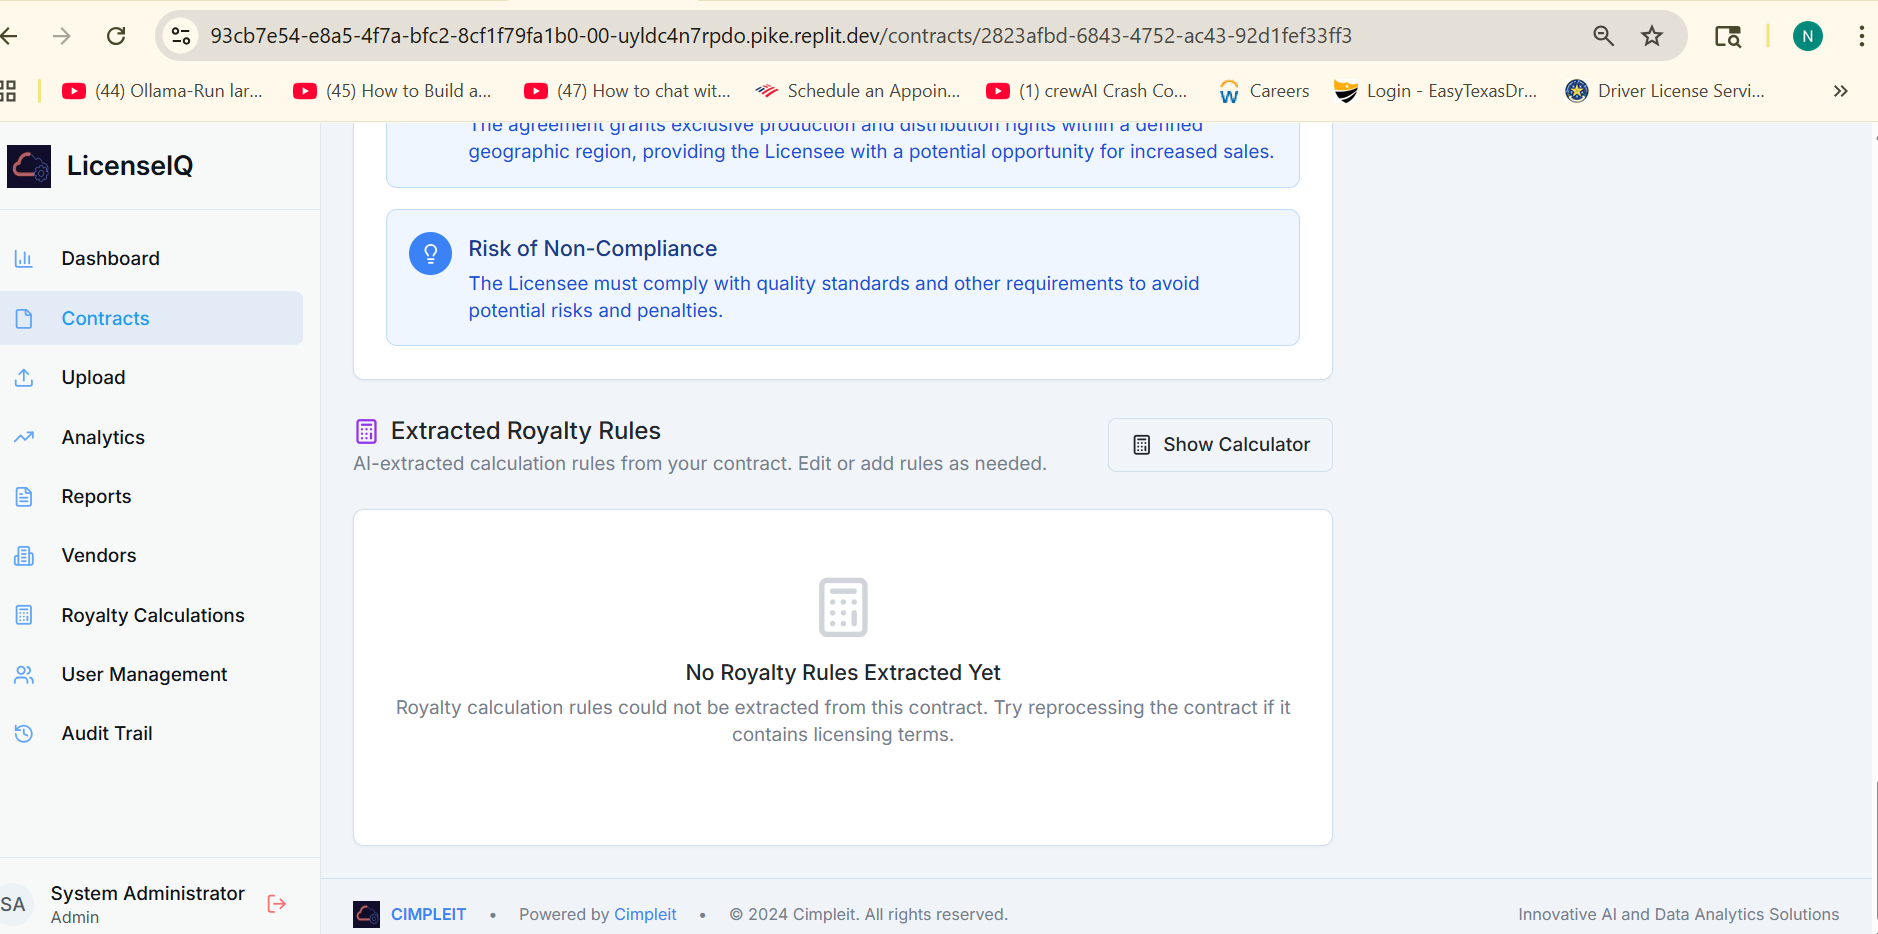 93cb7e54-e8a5-4f7a-bfc2-8cf1f79fa1b0-00-uyldc4n7rpdo.pike.replit.dev/contracts/2823afbd-6843-4752-ac43-92d1fef33ff3
N
(44) Ollama-Run lar...
(45) How to Build a...
(47) How to chat wit...
Schedule an Appoin...
(1) crewAI Crash Co...
Careers
Login - EasyTexasDr...
Driver License Servi...
LicenseIQ
Dashboard
Contracts
Upload
Analytics
Reports
Vendors
Royalty Calculations
User Management
Audit Trail
SA
System Administrator
Admin
The agreement grants exclusive production and distribution rights within a defined
geographic region, providing the Licensee with a potential opportunity for increased sales.
Risk of Non-Compliance
The Licensee must comply with quality standards and other requirements to avoid
potential risks and penalties.
Extracted Royalty Rules
AI-extracted calculation rules from your contract. Edit or add rules as needed.
Show Calculator
No Royalty Rules Extracted Yet
Royalty calculation rules could not be extracted from this contract. Try reprocessing the contract if it
contains licensing terms.
CIMPLEIT • Powered by Cimpleit • © 2024 Cimpleit. All rights reserved.
Innovative AI and Data Analytics Solutions